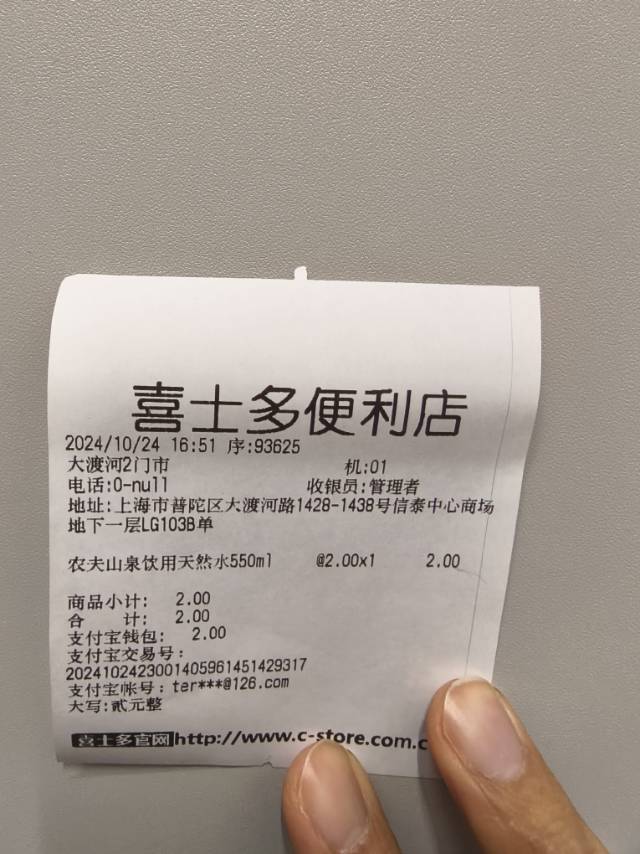 喜士多便利店
2024/10/24 16:51 序:93625
大渡河2门市 机:01
电话:0-null 收银员:管理者
地址:上海市普陀区大渡河路1428-1438号信泰中心商场
地下一层LG103B单
农夫山泉饮用天然水550ml @2.00x1 2.00
商品小计: 2.00
合 计: 2.00
支付宝钱包: 2.00
支付宝交易号:
2024102423001405961451429317
支付宝帐号:ter***@126.com
大写:贰元整
喜士多官网http://www.c-store.com.c